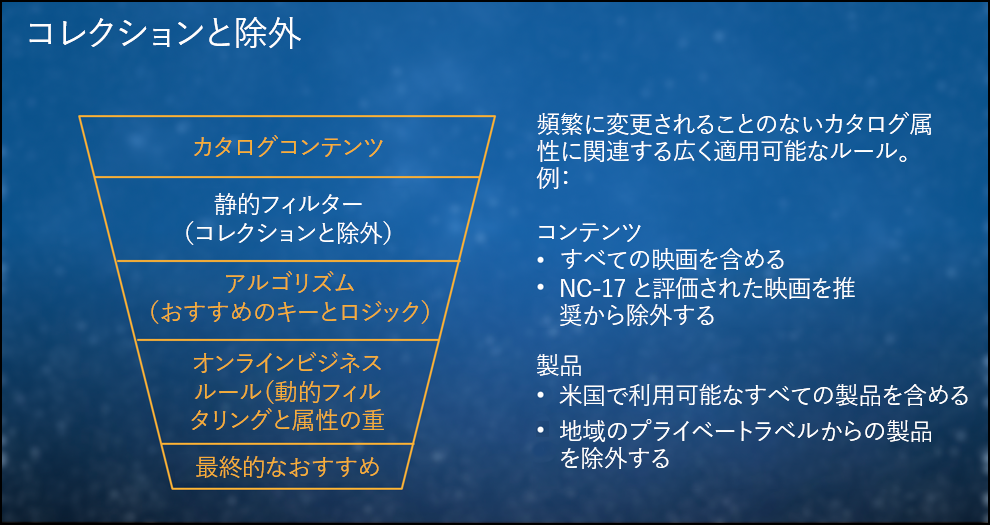 コレクションと除外
カタログコンテンツ
静的フィルター
（コレクションと除外）
アルゴリズム
（おすすめのキーとロジック）
オンラインビジネス
ルール（動的フィル
タリングと属性の重
最終的なおすすめ
頻繁に変更されることのないカタログ属
性に関連する広く適用可能なルール。
例：
コンテンツ
• すべての映画を含める
• NC-17 と評価された映画を推
奨から除外する
製品
• 米国で利用可能なすべての製品を含める
• 地域のプライベートラベルからの製品
を除外する